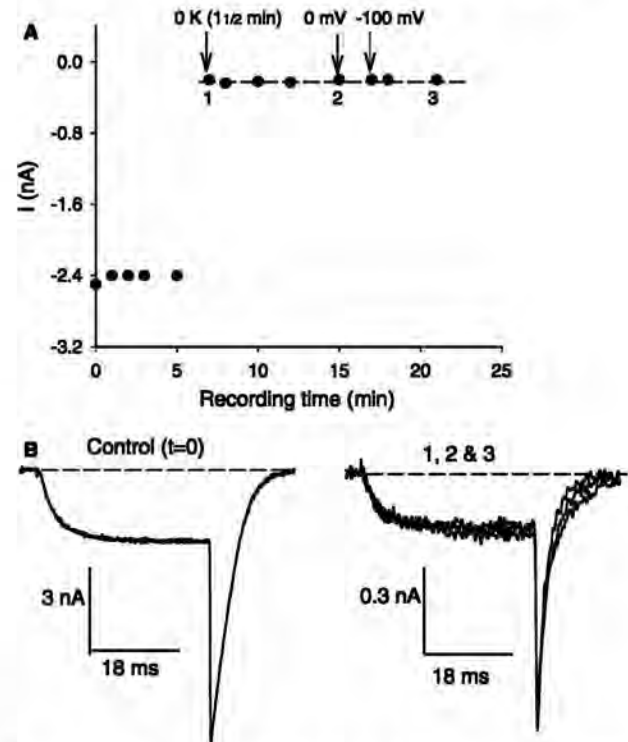 A
0 K (11/2 min)
0 mV
-100 mV
0.0
-0.8
-1.6
-2.4
-3.2
I (nA)
1
2
3
0
5
10
15
20
25
Recording time (min)
B
Control (t=0)
1, 2 & 3
3 nA
18 ms
0.3 nA
18 ms